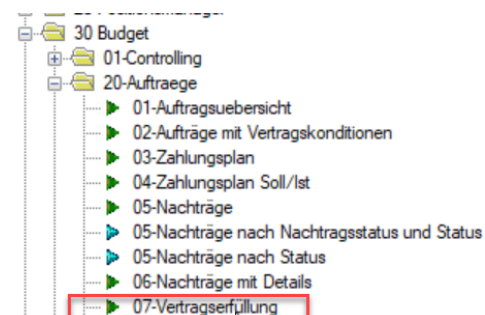 30 Budget
01-Controlling
20-Auftraege
01-Auftragsuebersicht
02-Aufträge mit Vertragskonditionen
03-Zahlungsplan
04-Zahlungsplan Soll/Ist
05-Nachträge
05-Nachträge nach Nachtragsstatus und Status
05-Nachträge nach Status
06-Nachträge mit Details
07-Vertragserfüllung